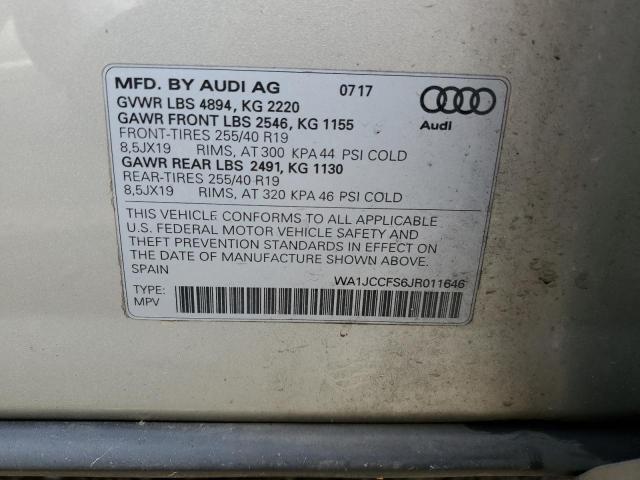 MFD. BY AUDI AG 07 17
GVWR LBS 4894, KG 2220
GAWR FRONT LBS 2546, KG 1155
FRONT-TIRES 255/40 R19
8,5JX19 RIMS, AT 300 KPA 44 PSI COLD
GAWR REAR LBS 2491, KG 1130
REAR-TIRES 255/40 R19
8,5JX19 RIMS, AT 320 KPA 46 PSI COLD
Audi
THIS VEHICLE CONFORMS TO ALL APPLICABLE
U.S. FEDERAL MOTOR VEHICLE SAFETY AND
THEFT PREVENTION STANDARDS IN EFFECT ON
THE DATE OF MANUFACTURE SHOWN ABOVE.
SPAIN
WA1JCCFS6JR011646
TYPE:
MPV